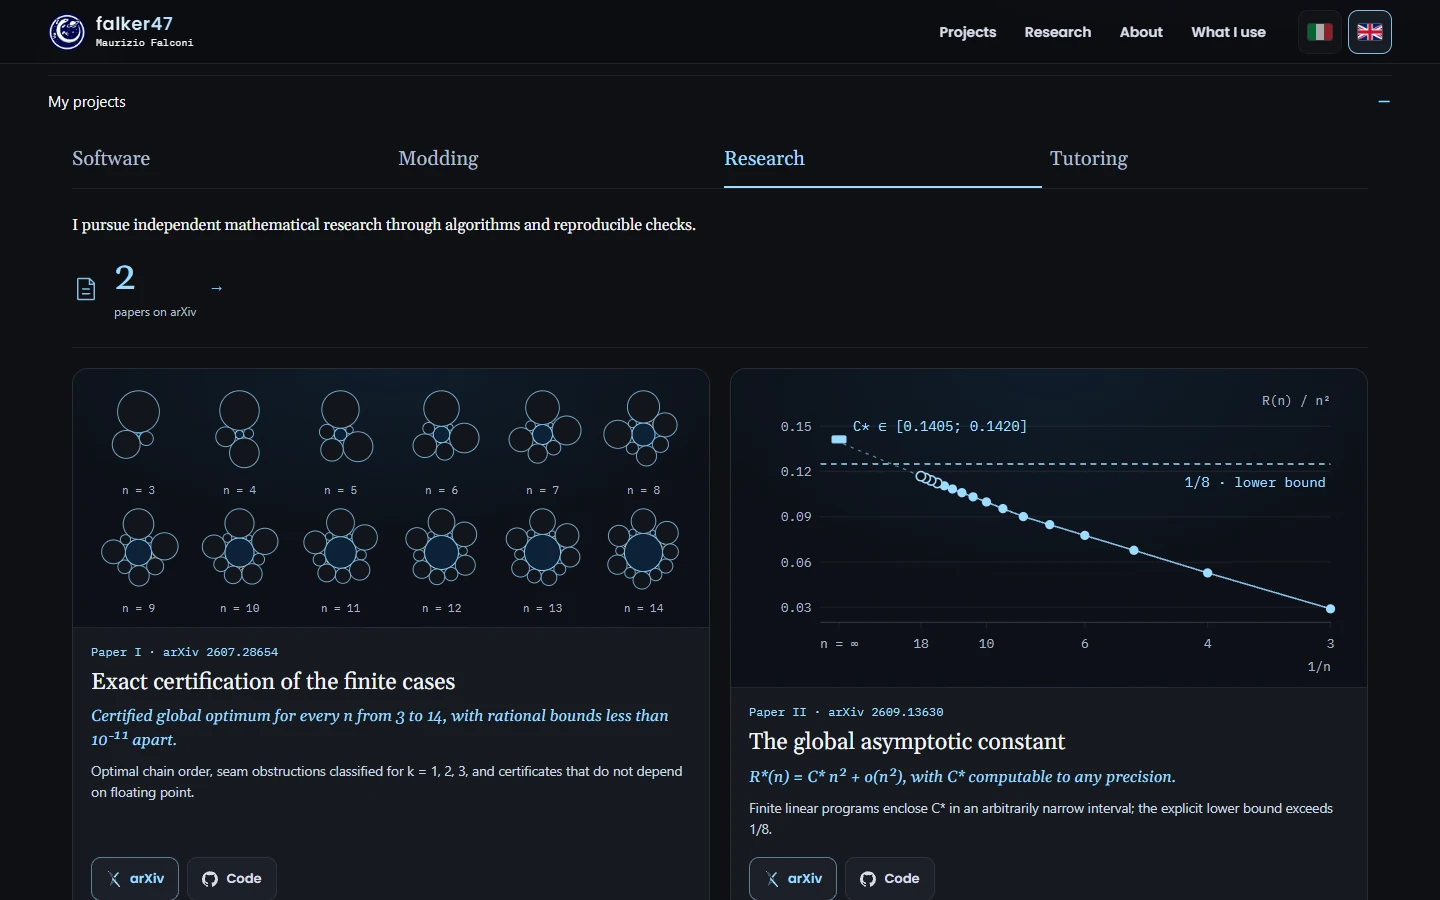 falker47
Maurizio Falconi
Projects
Research
About
What I use
My projects
Software
Modding
Research
Tutoring
I pursue independent mathematical research through algorithms and reproducible checks.
2
papers on arXiv
→
n = 3
n = 4
n = 5
n = 6
n = 7
n = 8
n = 9
n = 10
n = 11
n = 12
n = 13
n = 14
Paper I · arXiv 2607.28654
Exact certification of the finite cases
Certified global optimum for every n from 3 to 14, with rational bounds less than
10⁻¹¹ apart.
Optimal chain order, seam obstructions classified for k = 1, 2, 3, and certificates that do not depend
on floating point.
arXiv
Code
R(n) / n²
C★ ∈ [0.1405; 0.1420]
1/8 · lower bound
0.15
0.12
0.09
0.06
0.03
n = ∞
18
10
6
4
3
1/n
Paper II · arXiv 2609.13630
The global asymptotic constant
R*(n) = C* n² + o(n²), with C* computable to any precision.
Finite linear programs enclose C* in an arbitrarily narrow interval; the explicit lower bound exceeds
1/8.
arXiv
Code